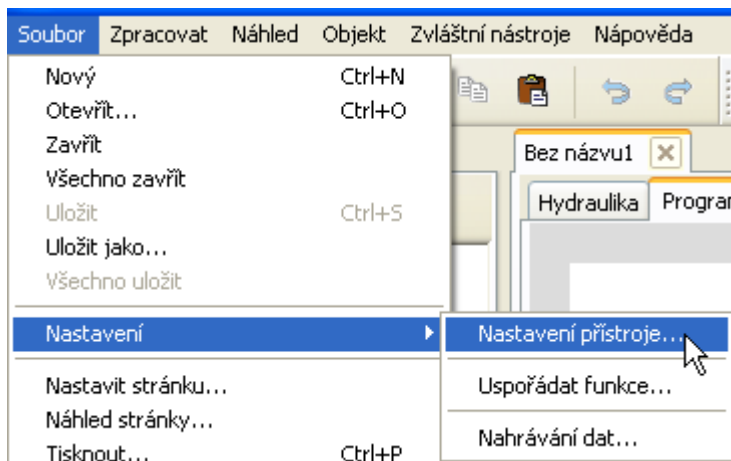 Soubor Zpracovat Náhled Objekt Zvláštní nástroje Nápověda
Nový Ctrl+N
Otevřít... Ctrl+O
Zavřít
Všechno zavřít
Uložit Ctrl+S
Uložit jako...
Všechno uložit
Nastavení
Nastavit stránku...
Náhled stránky...
Tisknout... Ctrl+P
Bez názvu1
Hydraulika
Nastavení přístroje...
Uspořádat funkce...
Nahrávání dat...